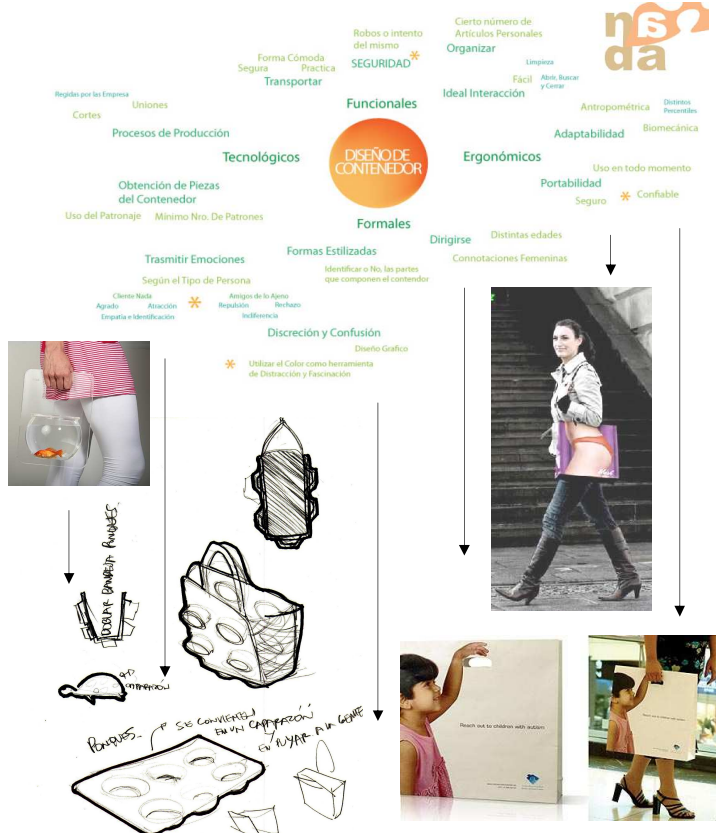 nada
Cierto número de
Artículos Personales
Organizar
Robos o intento
del mismo
SEGURIDAD*
Forma Cómoda
Segura
Practica
Transportar
Limpieza
Fácil
Abrir, Buscar
y Cerrar
Ideal Interacción
Funcionales
Regidas por las Empresa
Uniones
Cortes
Procesos de Producción
Antropométrica
Distintos
Percentiles
Adaptabilidad
Biomecánica
Tecnológicos
DISEÑO DE
CONTENEDOR
Ergonómicos
Uso en todo momento
Portabilidad
Seguro
* Confiable
Obtención de Piezas
del Contenedor
Uso del Patronaje
Mínimo Nro. De Patrones
Formales
Dirigirse
Distintas edades
Connotaciones Femeninas
Formas Estilizadas
Identificar o No, las partes
que componen el contendor
Trasmitir Emociones
Según el Tipo de Persona
Cliente Nada
Agrado
Atracción
Empatía e Identificación
*
Amigos de lo Ajeno
Repulsión
Rechazo
Indiferencia
Discreción y Confusión
Diseño Grafico
* Utilizar el Color como herramienta
de Distracción y Fascinación
DOBLAR BANDEJA PONQUES
CAPARAZÓN
PONQUES
SE CONVIERTEN
EN UN CAPARAZÓN
Reach out to children with autism
Reach out to children with autism